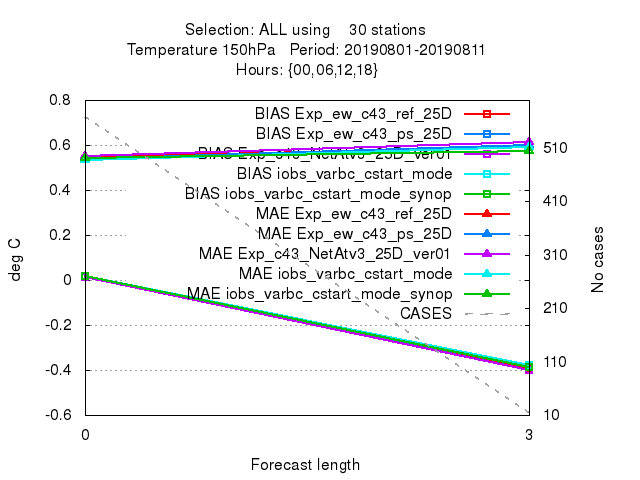 Selection: ALL using 30 stations
Temperature 150hPa Period: 20190801-20190811
Hours: {00,06,12,18}
0.8
0.6
0.4
0.2
0
-0.2
-0.4
-0.6
deg C
BIAS Exp_ew_c43_ref_25D
BIAS Exp_ew_c43_ps_25D
BIAS Exp_c43_NetAtv3_25D_ver01
BIAS iobs_varbc_cstart_mode
BIAS iobs_varbc_cstart_mode_synop
MAE Exp_ew_c43_ref_25D
MAE Exp_ew_c43_ps_25D
MAE Exp_c43_NetAtv3_25D_ver01
MAE iobs_varbc_cstart_mode
MAE iobs_varbc_cstart_mode_synop
CASES
510
410
310
210
110
10
No cases
0
3
Forecast length